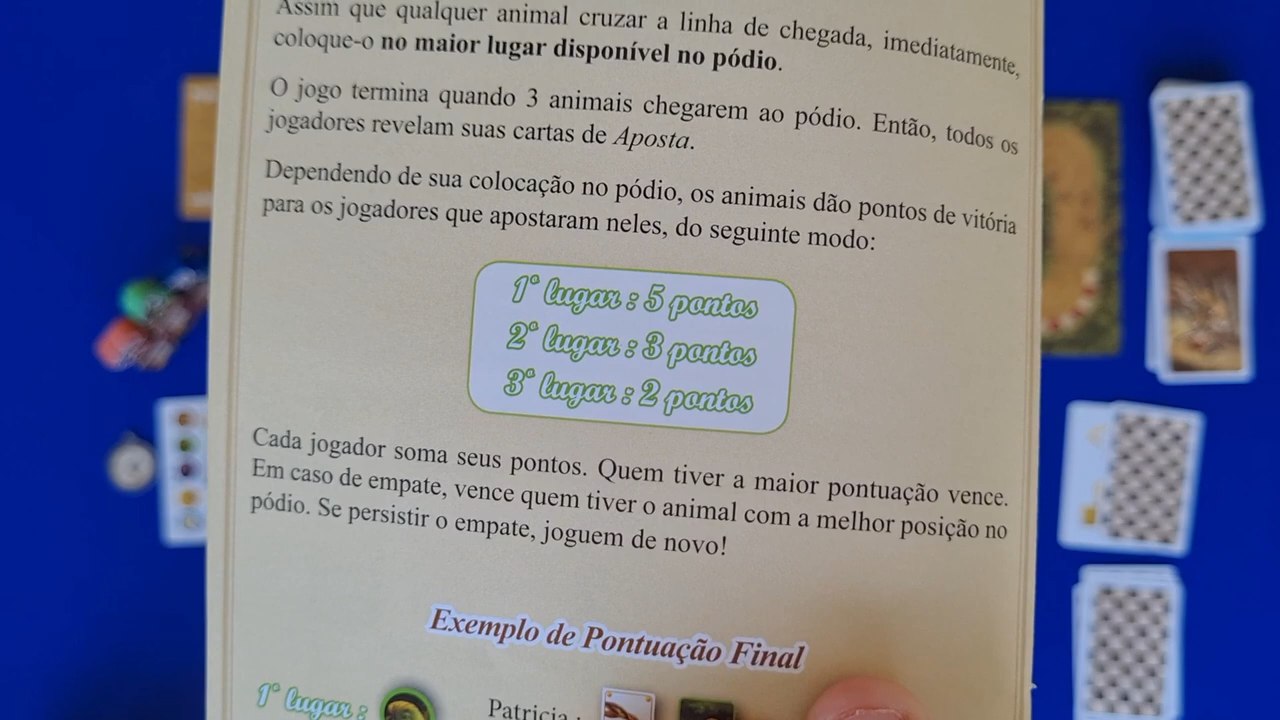 Assim que qualquer animal cruzar a linha de chegada, imediatamente,
coloque-o no maior lugar disponível no pódio.
O jogo termina quando 3 animais chegarem ao pódio. Então, todos os
jogadores revelam suas cartas de Aposta.
Dependendo de sua colocação no pódio, os animais dão pontos de vitória
para os jogadores que apostaram neles, do seguinte modo:
1º lugar : 5 pontos
2º lugar : 3 pontos
3º lugar : 2 pontos
Cada jogador soma seus pontos. Quem tiver a maior pontuação vence.
Em caso de empate, vence quem tiver o animal com a melhor posição no
pódio. Se persistir o empate, joguem de novo!
Exemplo de Pontuação Final
1º lugar :
Patricia :